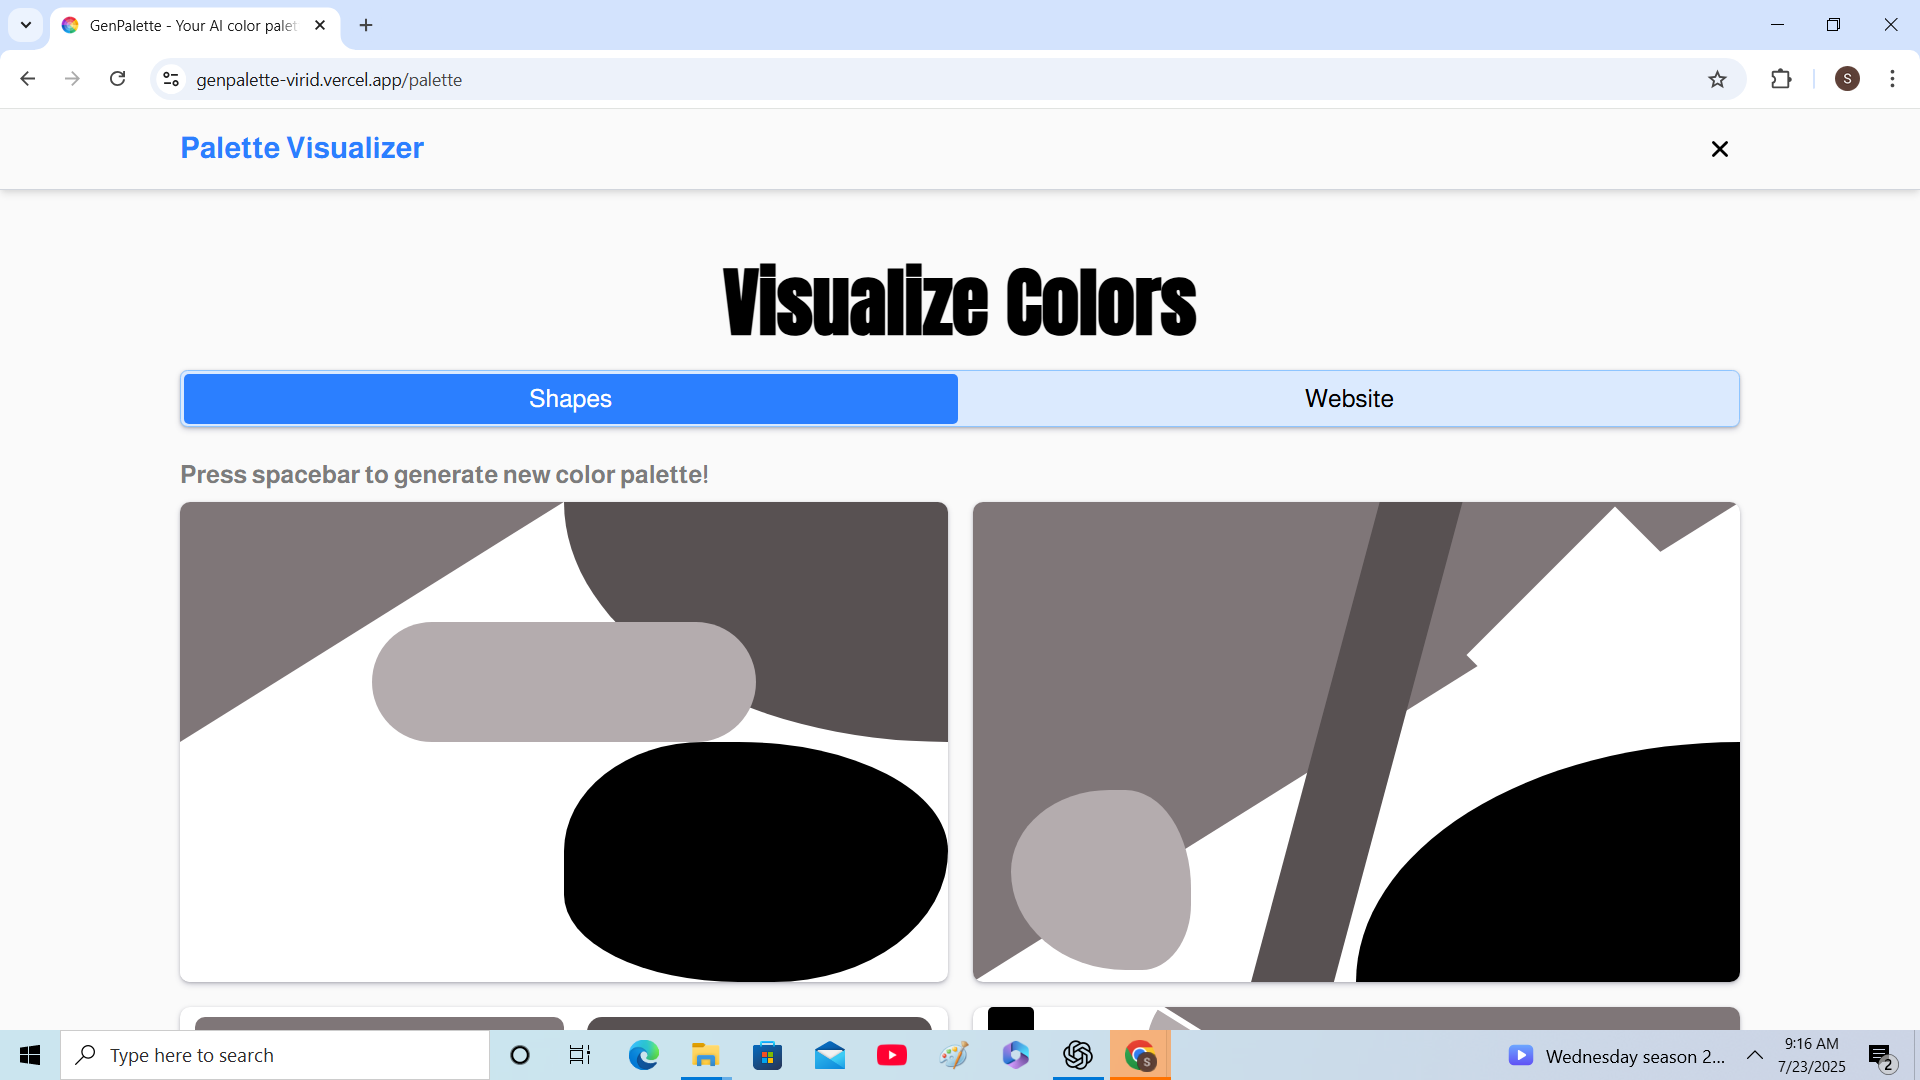 GenPalette - Your AI color palet
genpalette-virid.vercel.app/palette
S
Palette Visualizer
Visualize Colors
Shapes
Website
Press spacebar to generate new color palette!
Type here to search
S
Wednesday season 2...
9:16 AM
7/23/2025
2